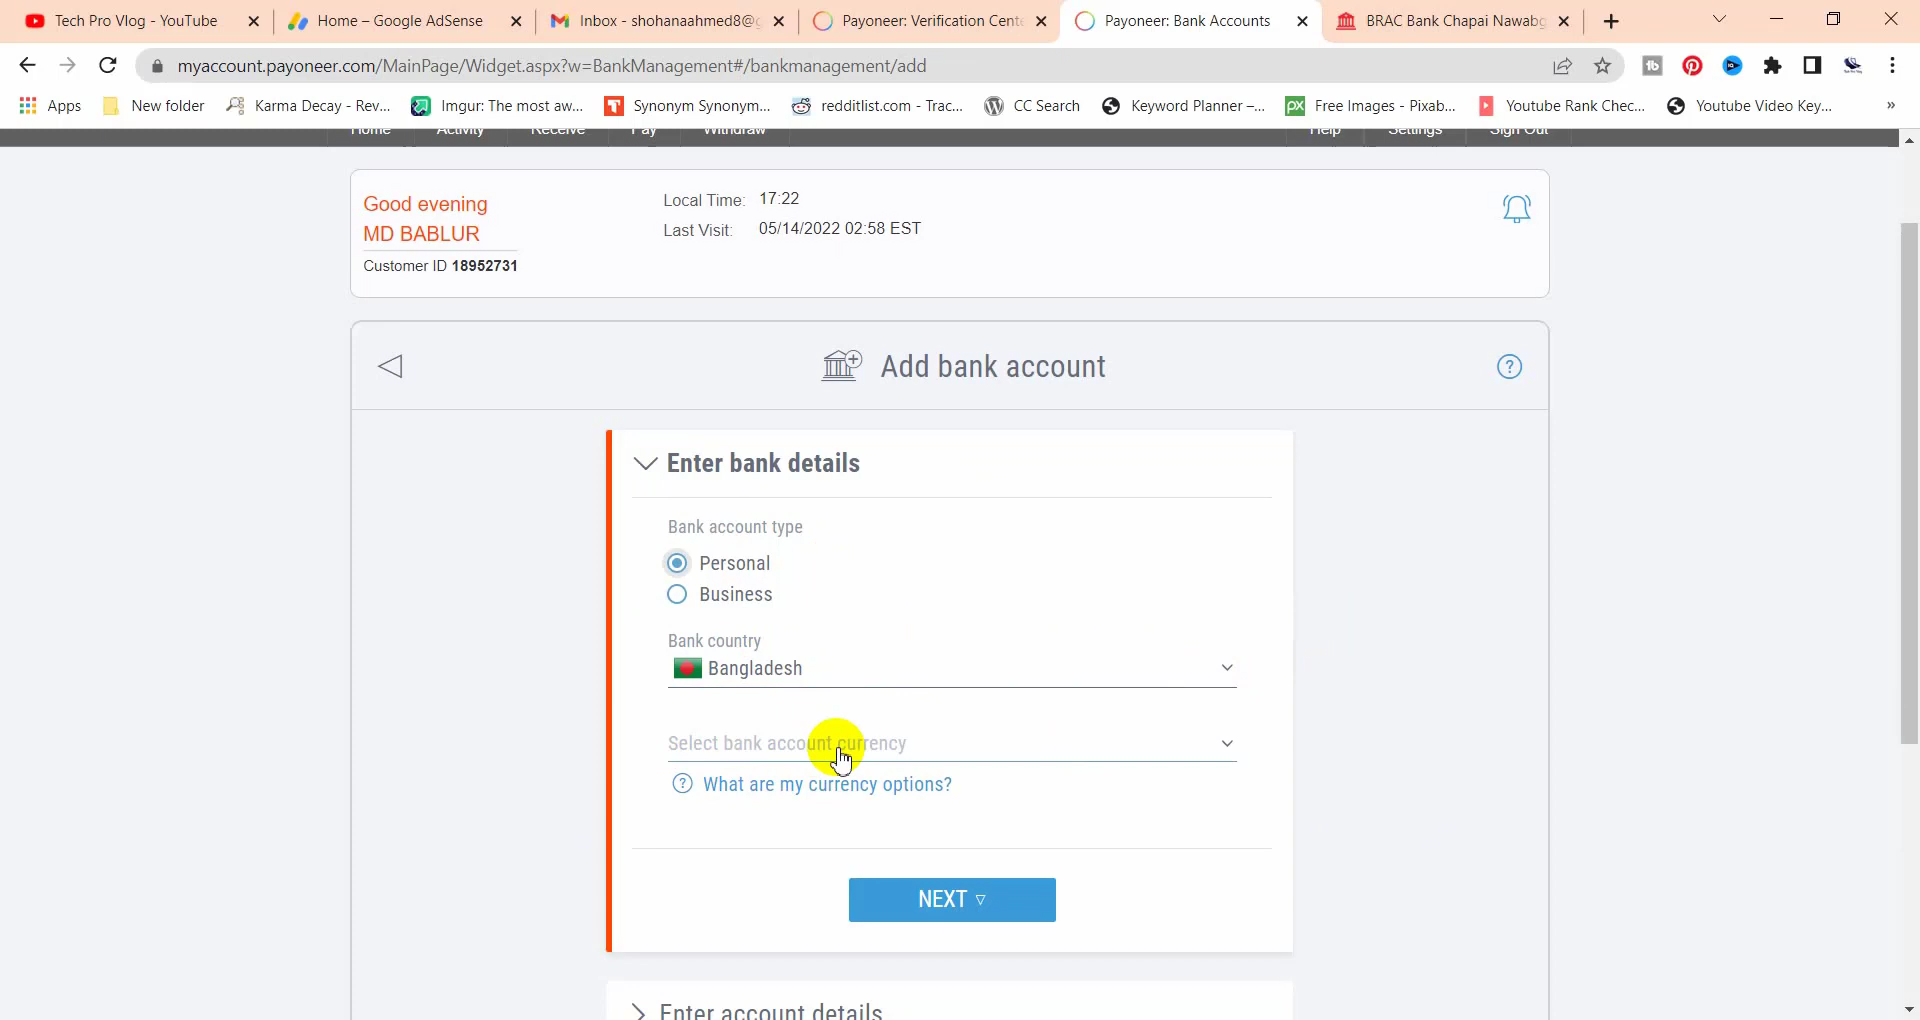 Tech Pro Vlog - YouTube
Home – Google AdSense
Inbox - shohanaahmed8@g
Payoneer: Verification Cente
Payoneer: Bank Accounts
BRAC Bank Chapai Nawabg
myaccount.payoneer.com/MainPage/Widget.aspx?w=BankManagement#/bankmanagement/add
Apps
New folder
Karma Decay - Rev...
Imgur: The most aw...
Synonym Synonym...
redditlist.com - Trac...
CC Search
Keyword Planner –...
Free Images - Pixab...
Youtube Rank Chec...
Youtube Video Key...
»
Home
Activity
Receive
Pay
Withdraw
Help
Settings
Sign Out
Good evening
MD BABLUR
Customer ID 18952731
Local Time: 17:22
Last Visit: 05/14/2022 02:58 EST
Add bank account
?
Enter bank details
Bank account type
Personal
Business
Bank country
Bangladesh
Select bank account currency
? What are my currency options?
NEXT
Enter account details